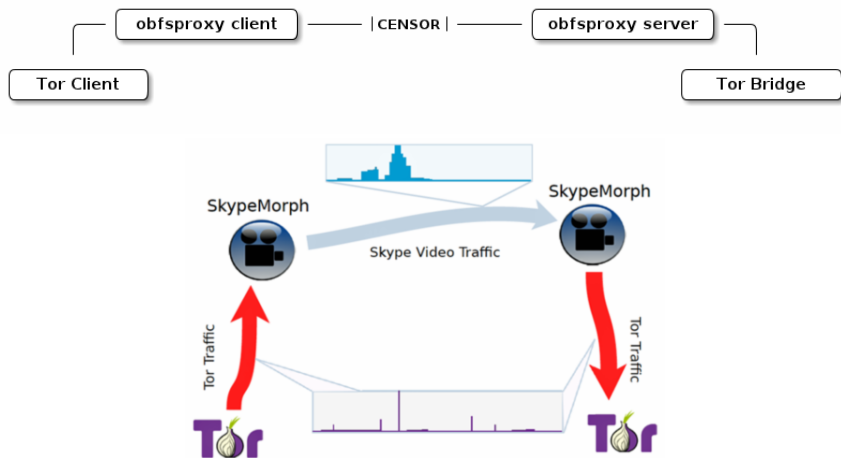 obfsproxy client
|CENSOR|
obfsproxy server
Tor Client
Tor Bridge
SkypeMorph
SkypeMorph
Skype Video Traffic
Tor Traffic
Tor Traffic
Tor
Tor